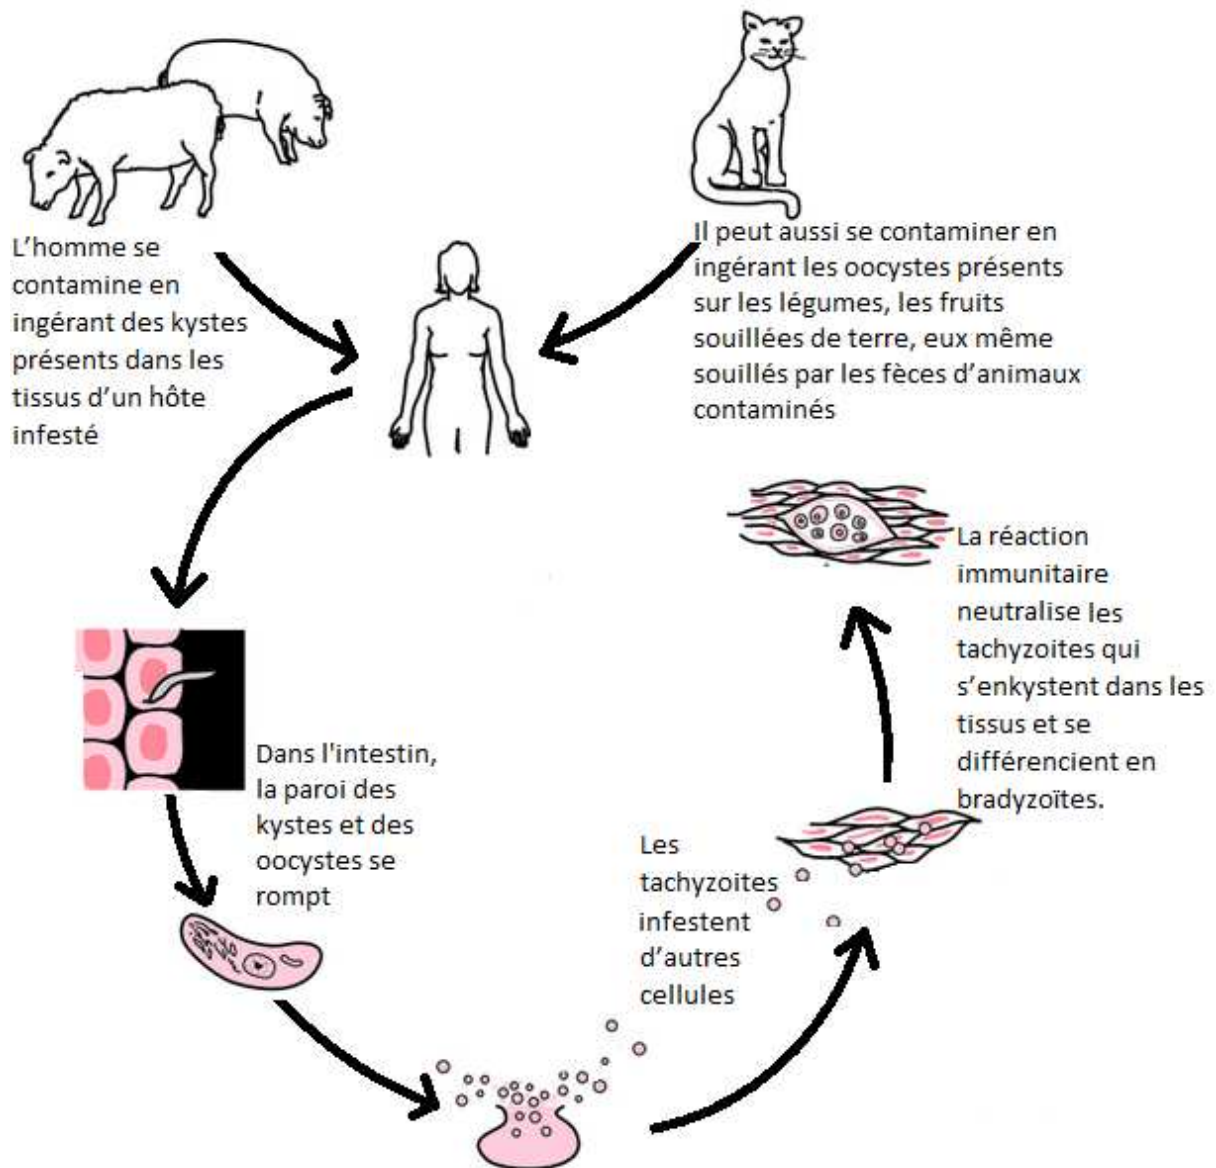 L'homme se
contamine en
ingérant des kystes
présents dans les
tissus d'un hôte
infesté
Il peut aussi se contaminer en
ingérant les oocystes présents
sur les légumes, les fruits
souillées de terre, eux même
souillés par les fèces d'animaux
contaminés
Dans l'intestin,
la paroi des
kystes et des
oocystes se
rompt
Les
tachyzoites
infestent
d'autres
cellules
La réaction
immunitaire
neutralise les
tachyzoites qui
s'enkystent dans les
tissus et se
différencient en
bradyzoïtes.